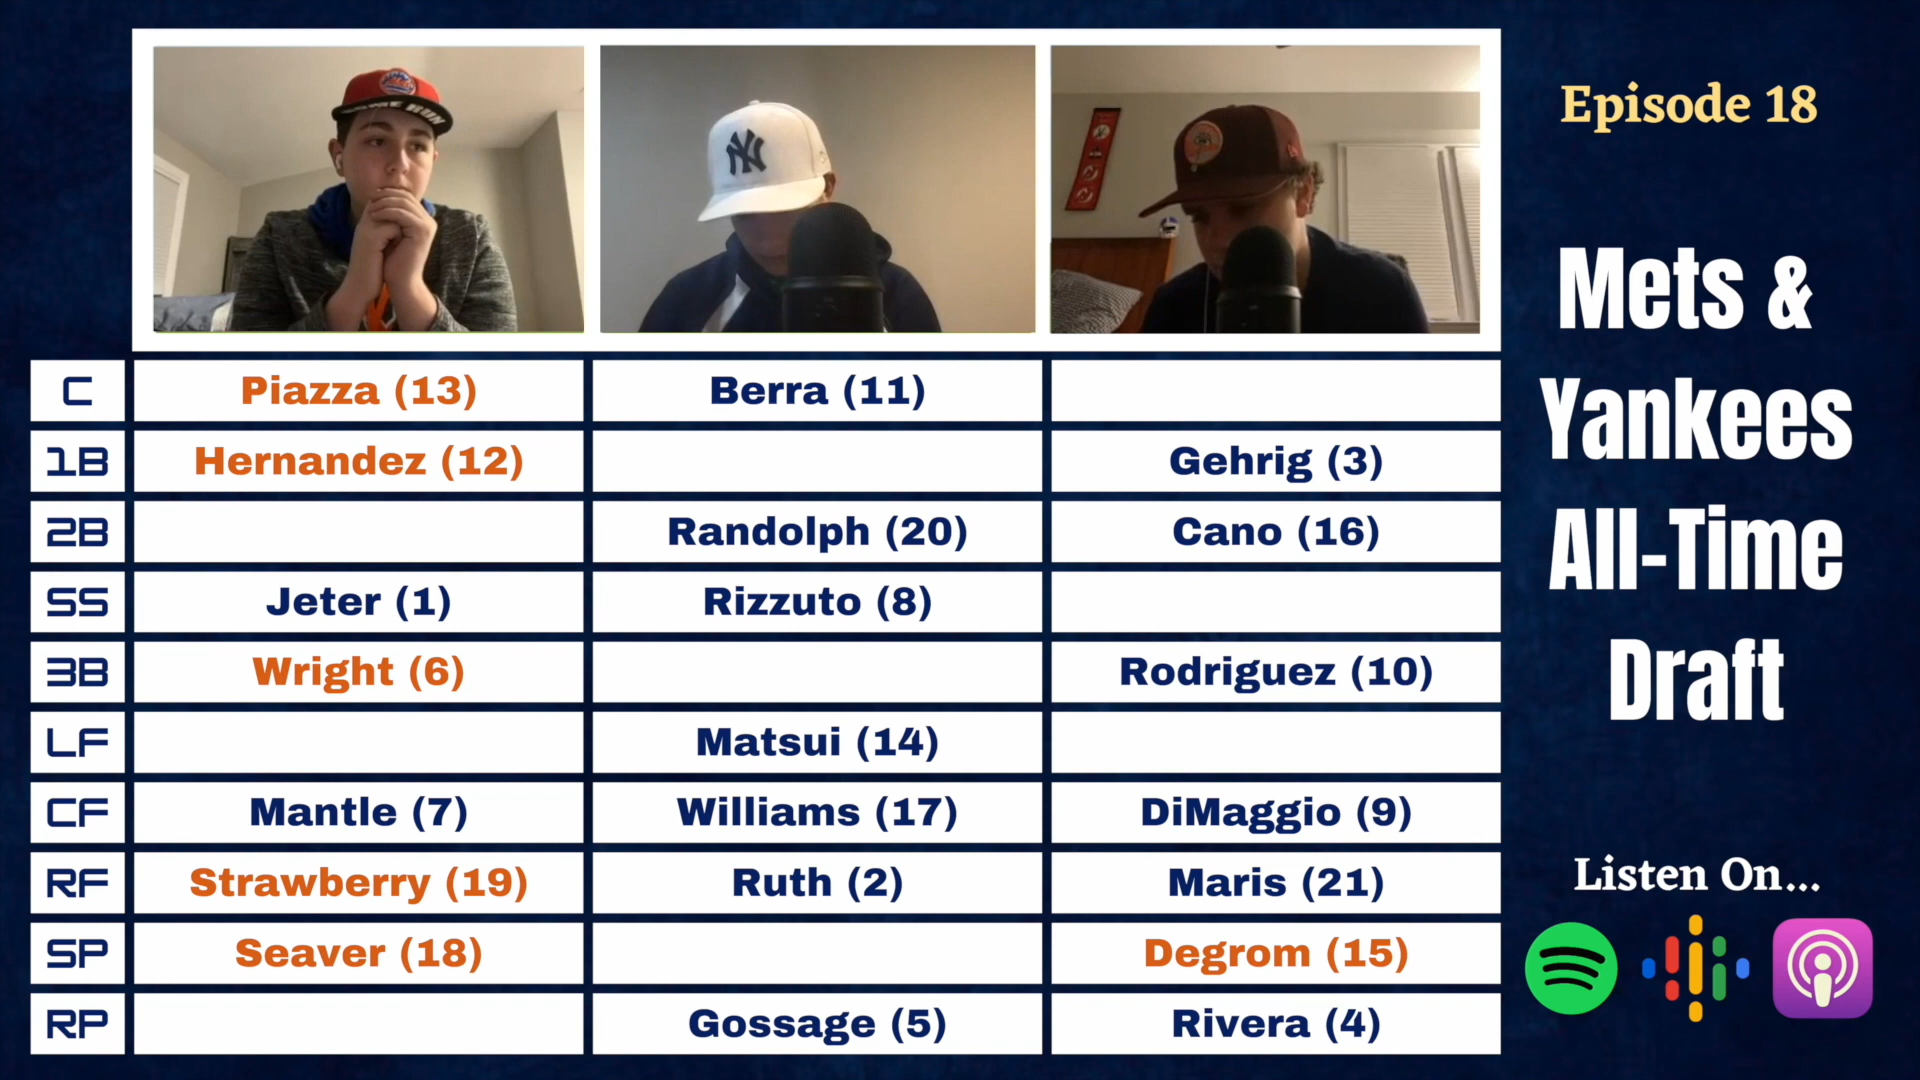 HOME RUN
NY
Episode 18
Mets &
Yankees
All-Time
Draft
C Piazza (13) Berra (11)
1B Hernandez (12) Gehrig (3)
2B Randolph (20) Cano (16)
SS Jeter (1) Rizzuto (8)
3B Wright (6) Rodriguez (10)
LF Matsui (14)
CF Mantle (7) Williams (17) DiMaggio (9)
RF Strawberry (19) Ruth (2) Maris (21)
SP Seaver (18) Degrom (15)
RP Gossage (5) Rivera (4)
Listen On...